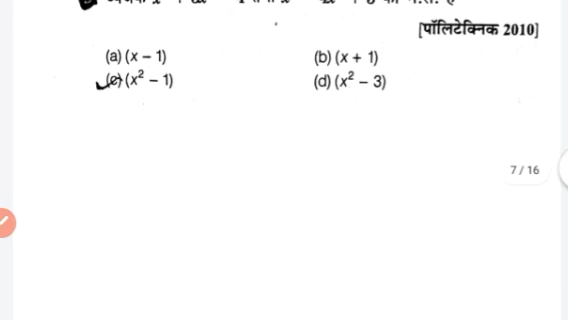 [पॉलिटेक्निक 2010]
(a) (x – 1) (b) (x + 1)
(c) (x² – 1) (d) (x² – 3)
7 / 16